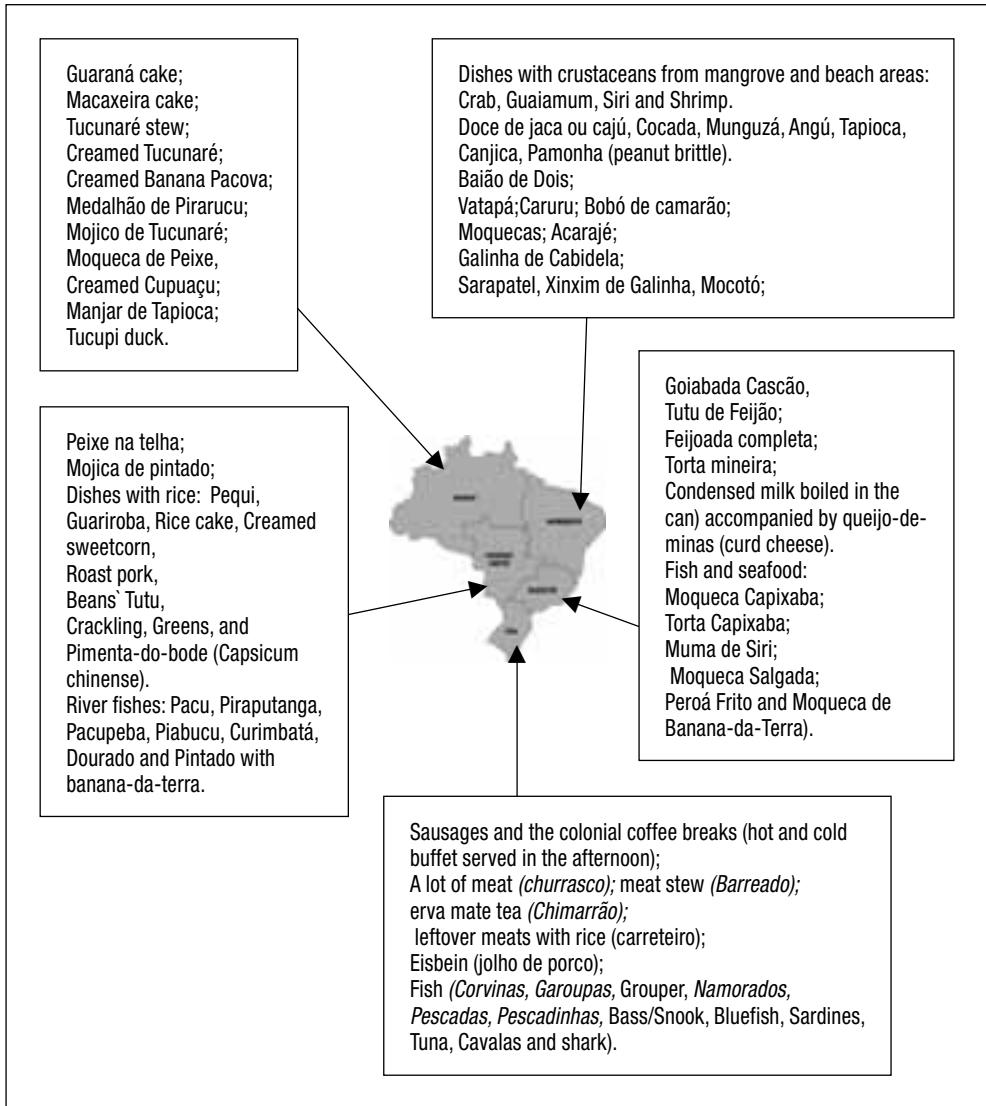 Guaraná cake;
Macaxeira cake;
Tucunaré stew;
Creamed Tucunaré;
Creamed Banana Pacova;
Medalhão de Pirarucu;
Mojico de Tucunaré;
Moqueca de Peixe,
Creamed Cupuaçu;
Manjar de Tapioca;
Tucupi duck.
Dishes with crustaceans from mangrove and beach areas:
Crab, Guaiamum, Siri and Shrimp.
Doce de jaca ou cajú, Cocada, Munguzá, Angú, Tapioca,
Canjica, Pamonha (peanut brittle).
Baião de Dois;
Vatapá;Caruru; Bobó de camarão;
Moquecas; Acarajé;
Galinha de Cabidela;
Sarapatel, Xinxim de Galinha, Mocotó;
Peixe na telha;
Mojica de pintado;
Dishes with rice: Pequi,
Guariroba, Rice cake, Creamed
sweetcorn,
Roast pork,
Beans` Tutu,
Crackling, Greens, and
Pimenta-do-bode (Capsicum
chinense).
River fishes: Pacu, Piraputanga,
Pacupeba, Piabucu, Curimbatá,
Dourado and Pintado with
banana-da-terra.
Goiabada Cascão,
Tutu de Feijão;
Feijoada completa;
Torta mineira;
Condensed milk boiled in the
can) accompanied by queijo-de-
minas (curd cheese).
Fish and seafood:
Moqueca Capixaba;
Torta Capixaba;
Muma de Siri;
Moqueca Salgada;
Peroá Frito and Moqueca de
Banana-da-Terra).
Sausages and the colonial coffee breaks (hot and cold
buffet served in the afternoon);
A lot of meat (churrasco); meat stew (Barreado);
erva mate tea (Chimarrão);
leftover meats with rice (carreteiro);
Eisbein (jolho de porco);
Fish (Corvinas, Garoupas, Grouper, Namorados,
Pescadas, Pescadinhas, Bass/Snook, Bluefish, Sardines,
Tuna, Cavalas and shark).